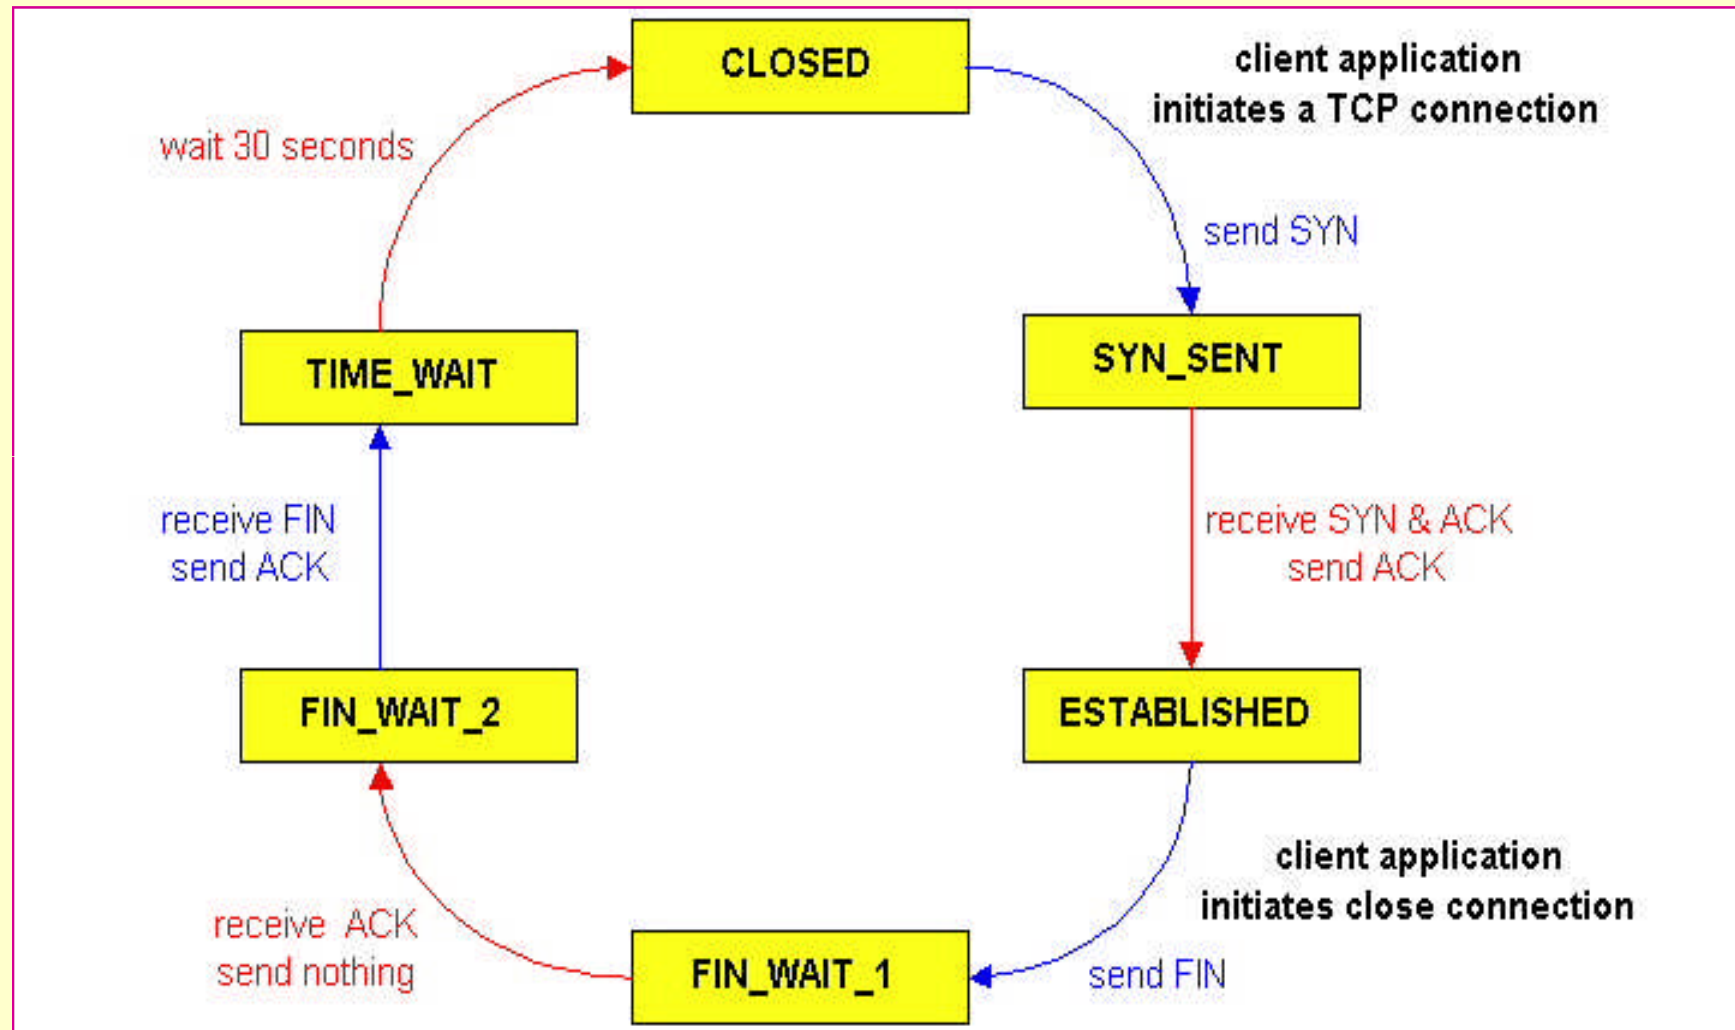 CLOSED
client application
initiates a TCP connection
wait 30 seconds
send SYN
TIME_WAIT
SYN_SENT
receive FIN
send ACK
receive SYN & ACK
send ACK
FIN_WAIT_2
ESTABLISHED
client application
initiates close connection
receive ACK
send nothing
FIN_WAIT_1
send FIN